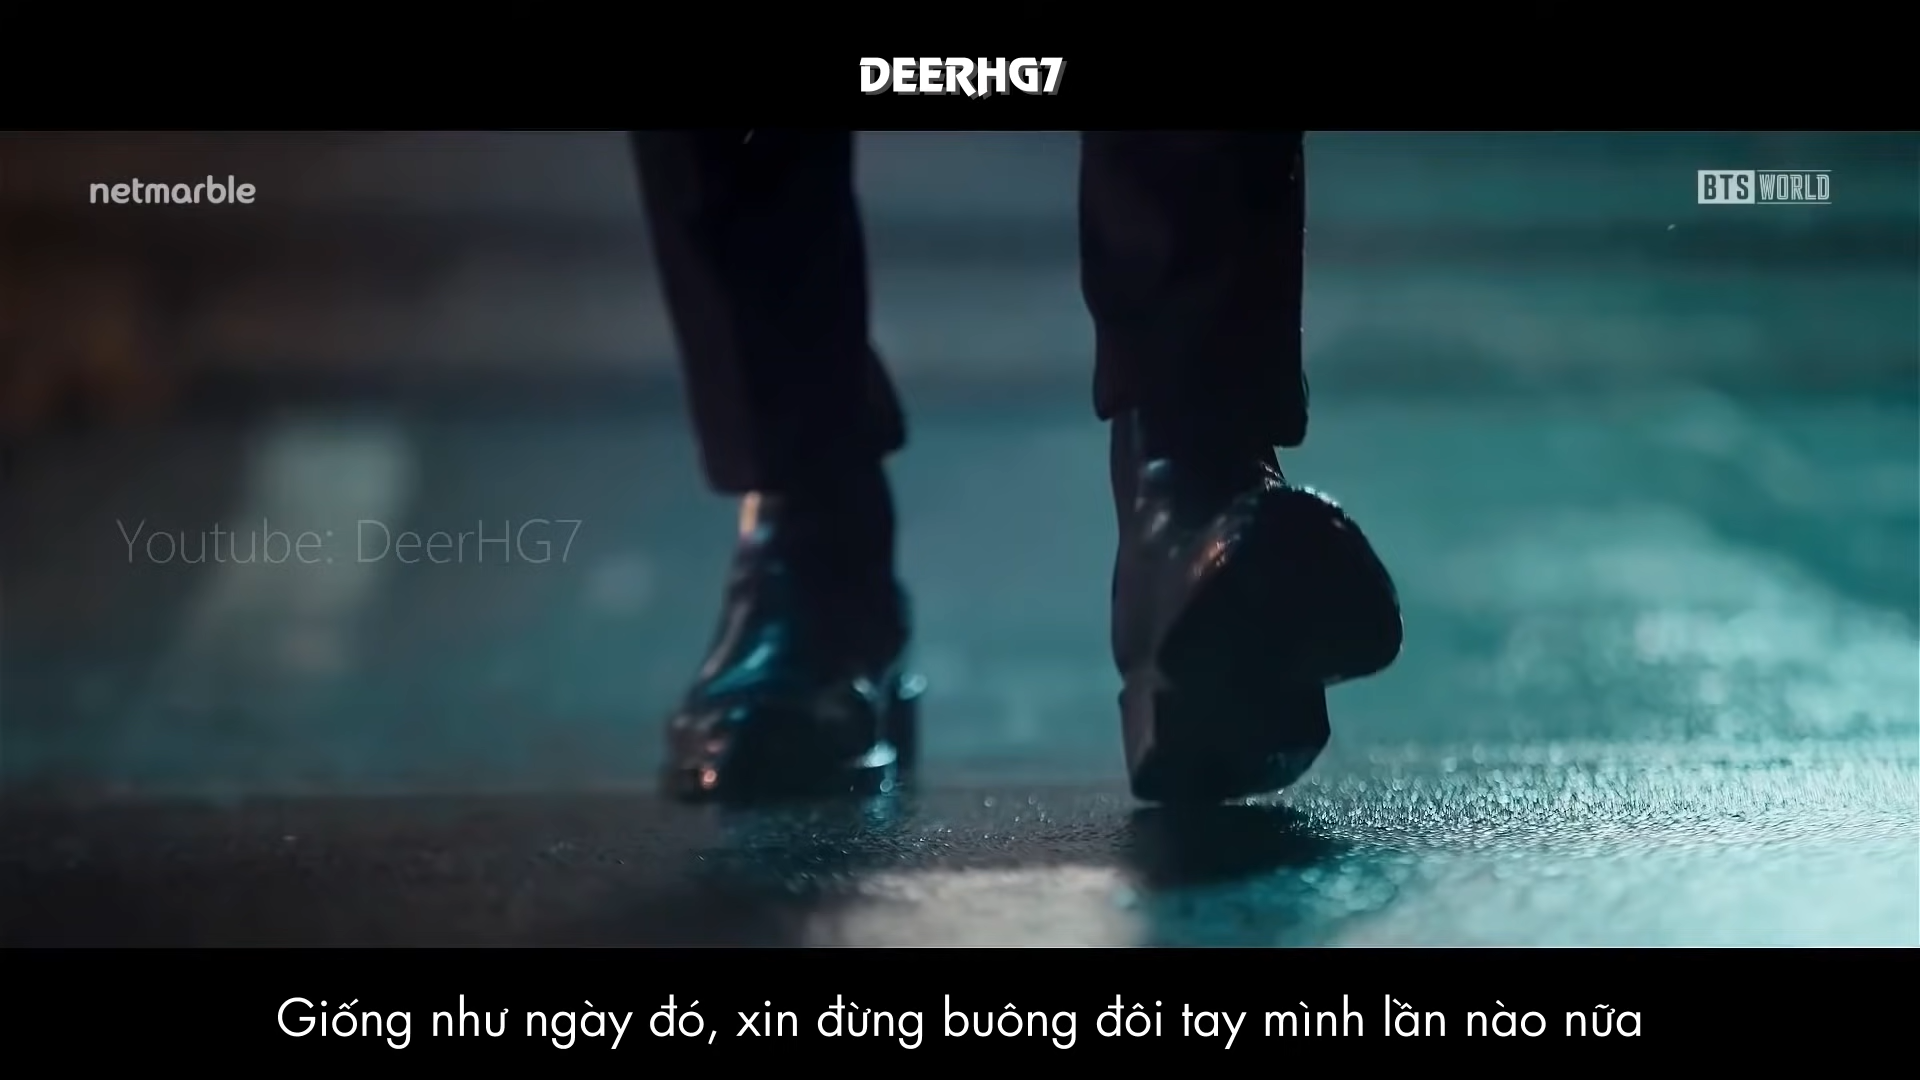 DEERHG7
netmarble
BTS WORLD
Youtube: DeerHG7
Giống như ngày đó, xin đừng buông đôi tay mình lần nào nữa